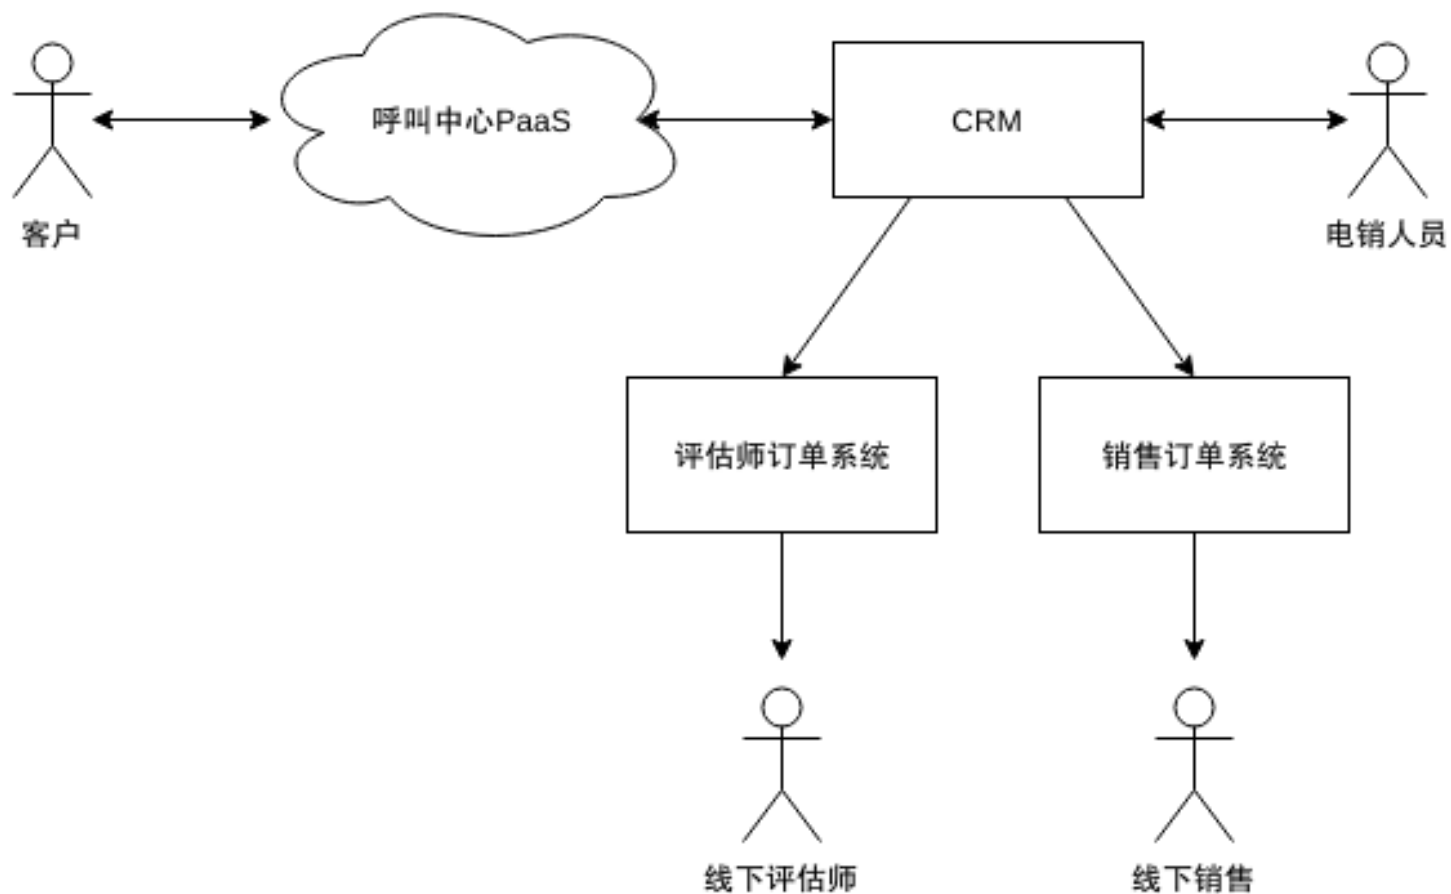 呼叫中心PaaS
CRM
客户
电销人员
评估师订单系统
销售订单系统
线下评估师
线下销售